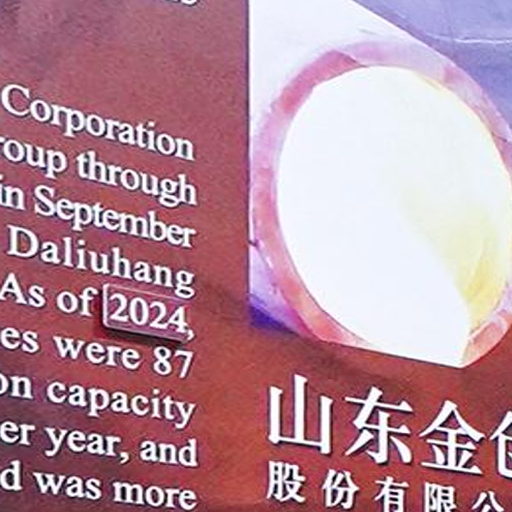 Corporation
roup through
in September
Daliuhang
As of 2024,
es were 87
on capacity
er year, and
d was more
山东金创
股份有限公